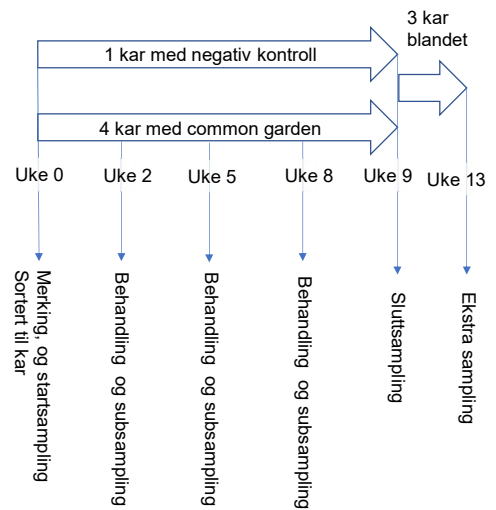 3 kar
blandet
1 kar med negativ kontroll
4 kar med common garden
Uke 0
Uke 2
Uke 5
Uke 8
Uke 9
Uke 13
Merking, og startsampling
Sortert til kar
Behandling og subsampling
Behandling og subsampling
Behandling og subsampling
Sluttsampling
Ekstra sampling